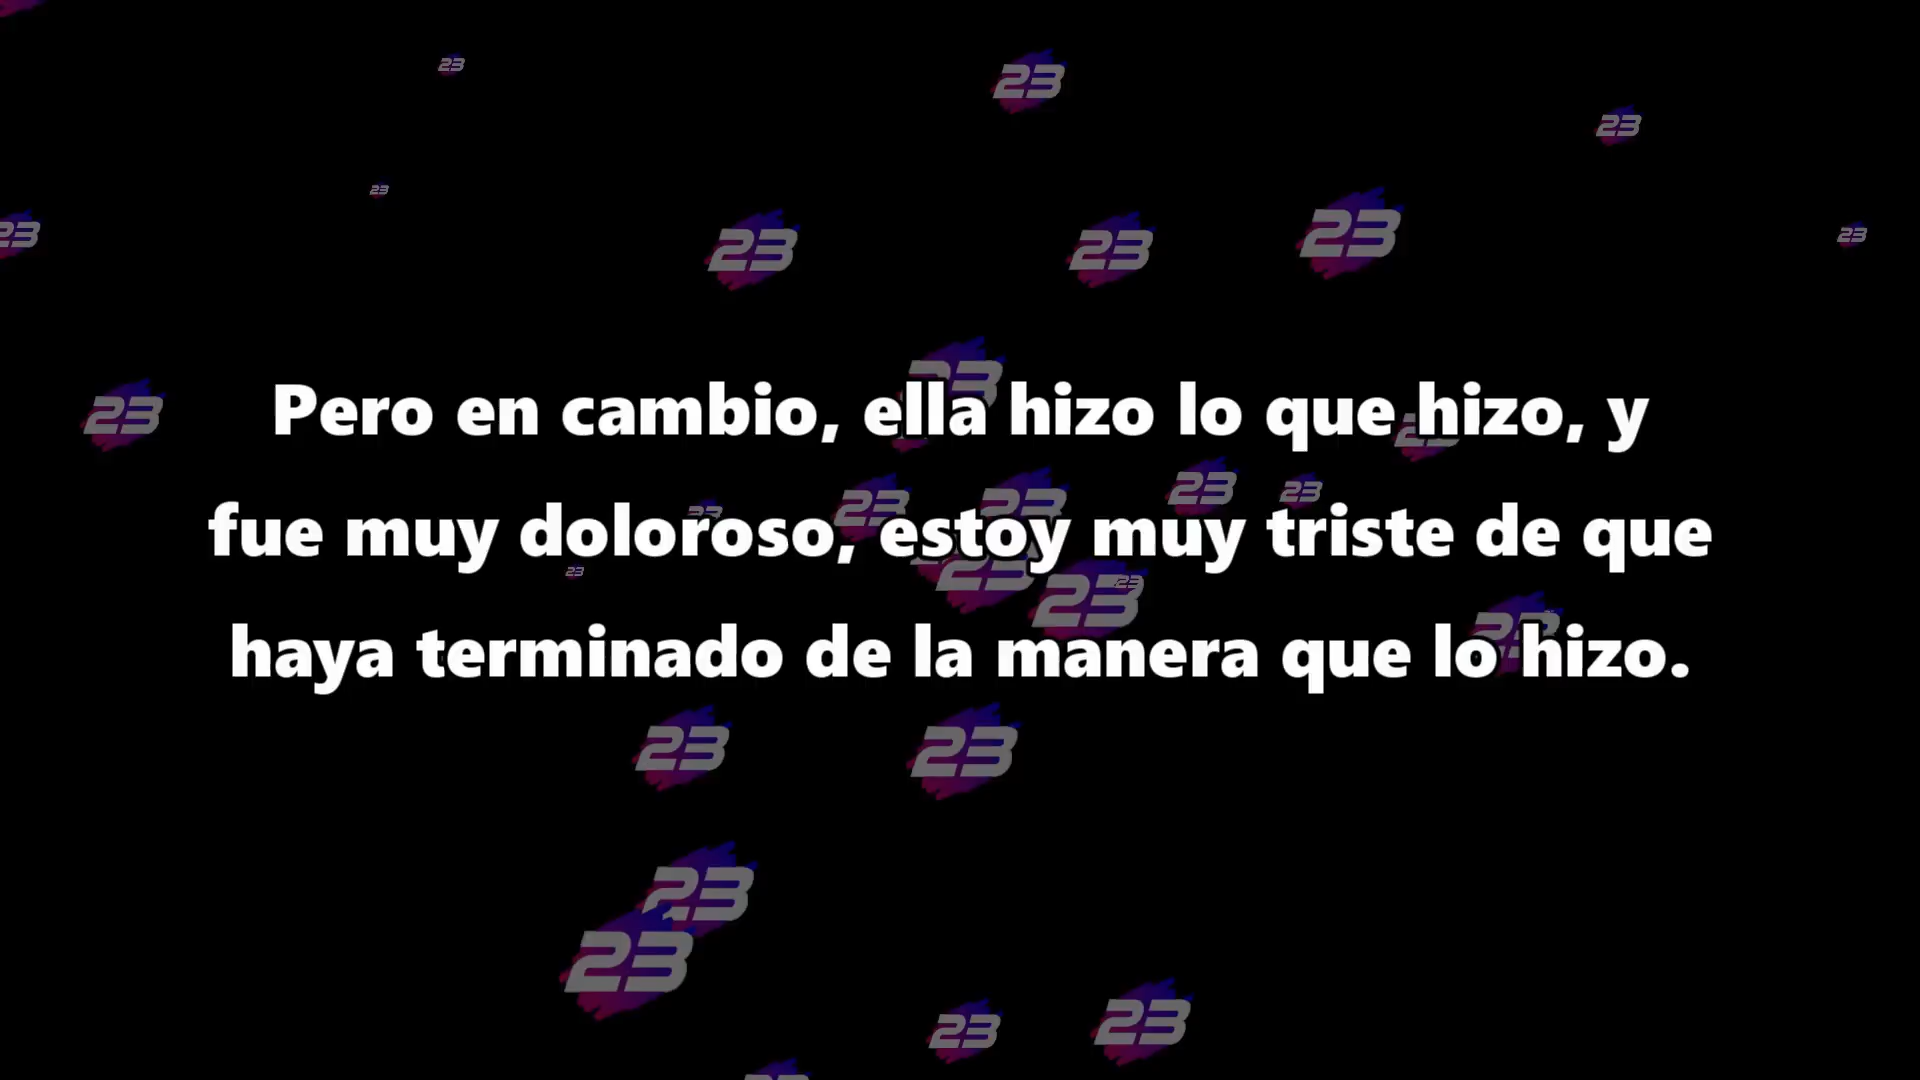 Pero en cambio, ella hizo lo que hizo, y
fue muy doloroso, estoy muy triste de que
haya terminado de la manera que lo hizo.
23